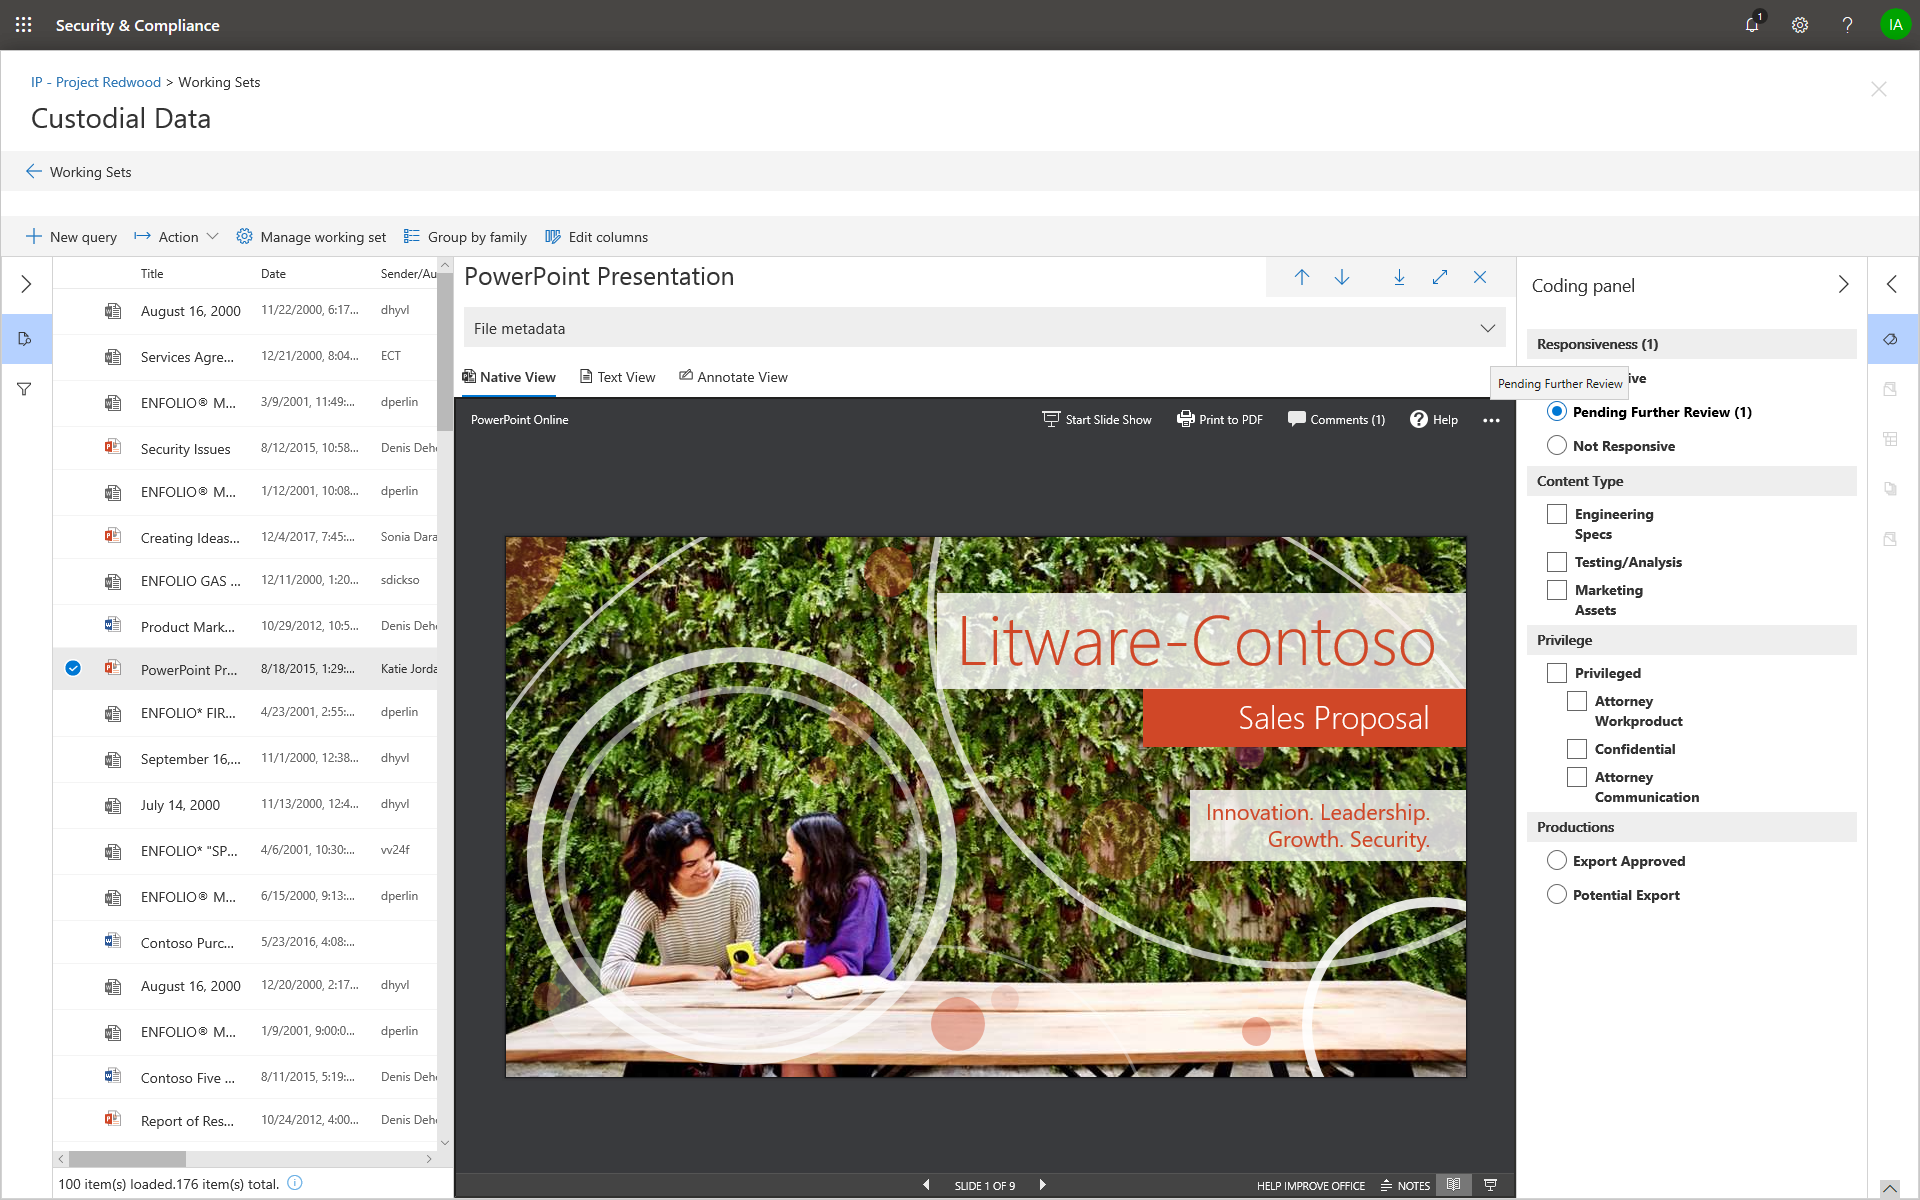 Security & Compliance
1
IA
IP - Project Redwood > Working Sets
Custodial Data
Working Sets
New query
Action
Manage working set
Group by family
Edit columns
Title
Date
Sender/Au
August 16, 2000 11/22/2000, 6:17... dhyvl
Services Agre... 12/21/2000, 8:04... ECT
ENFOLIO® M... 3/9/2001, 11:49:... dperlin
Security Issues 8/12/2015, 10:58... Denis Dehe
ENFOLIO® M... 1/12/2001, 10:08... dperlin
Creating Ideas... 12/4/2017, 7:45:... Sonia Dara
ENFOLIO GAS ... 12/11/2000, 1:20... sdickso
Product Mark... 10/29/2012, 10:5... Denis Dehe
PowerPoint Pr... 8/18/2015, 1:29:... Katie Jorda
ENFOLIO* FIR... 4/23/2001, 2:55:... dperlin
September 16,... 11/1/2000, 12:38... dhyvl
July 14, 2000 11/13/2000, 12:4... dhyvl
ENFOLIO* "SP... 4/6/2001, 10:30:... vv24f
ENFOLIO® M... 6/15/2000, 9:13:... dperlin
Contoso Purc... 5/23/2016, 4:08:...
August 16, 2000 12/20/2000, 2:17... dhyvl
ENFOLIO® M... 1/9/2001, 9:00:0... dperlin
Contoso Five ... 8/11/2015, 5:19:... Denis Dehe
Report of Res... 10/24/2012, 4:00... Denis Dehe
100 item(s) loaded.176 item(s) total.
PowerPoint Presentation
File metadata
Native View
Text View
Annotate View
PowerPoint Online
Start Slide Show
Print to PDF
Comments (1)
Help
Litware-Contoso
Sales Proposal
Innovation. Leadership.
Growth. Security.
SLIDE 1 OF 9
HELP IMPROVE OFFICE
NOTES
Coding panel
Responsiveness (1)
Pending Further Review
ive
Pending Further Review (1)
Not Responsive
Content Type
Engineering
Specs
Testing/Analysis
Marketing
Assets
Privilege
Privileged
Attorney
Workproduct
Confidential
Attorney
Communication
Productions
Export Approved
Potential Export